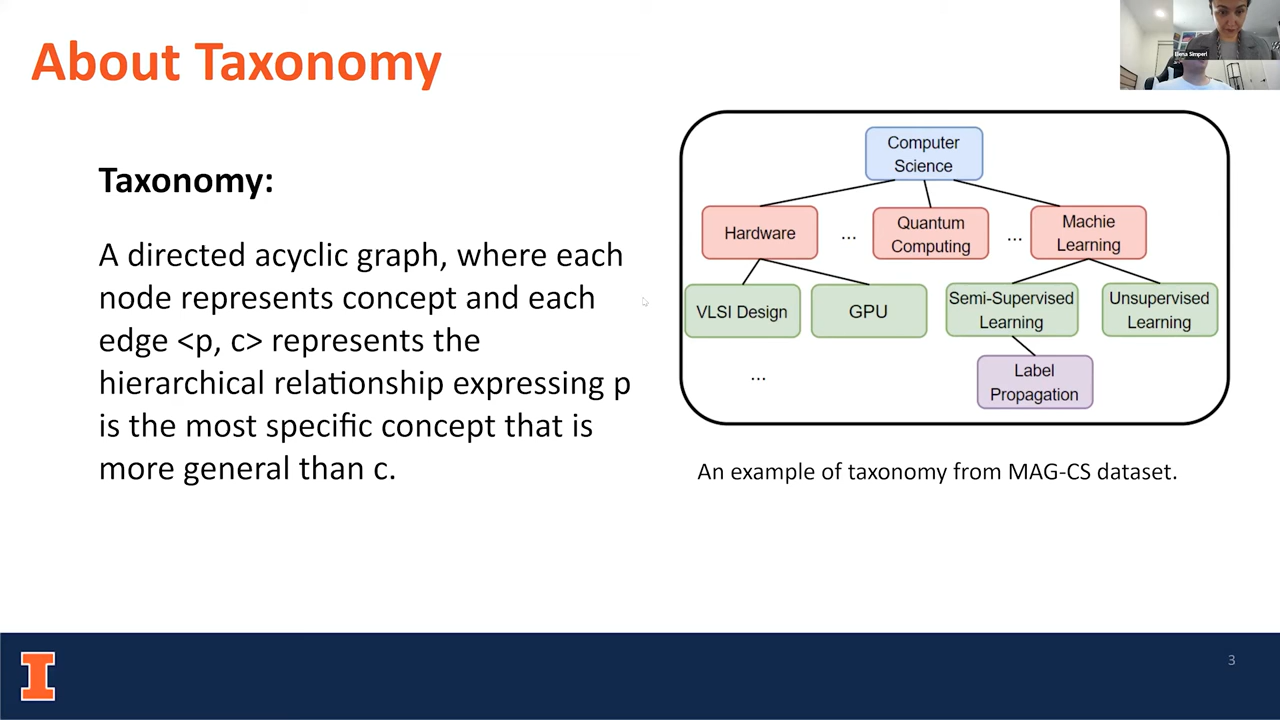 About Taxonomy
Elena Simperl
Taxonomy:
A directed acyclic graph, where each
node represents concept and each
edge <p, c> represents the
hierarchical relationship expressing p
is the most specific concept that is
more general than c.
Computer
Science
Hardware
...
Quantum
Computing
...
Machie
Learning
VLSI Design
GPU
Semi-Supervised
Learning
Unsupervised
Learning
...
Label
Propagation
An example of taxonomy from MAG-CS dataset.
I
3